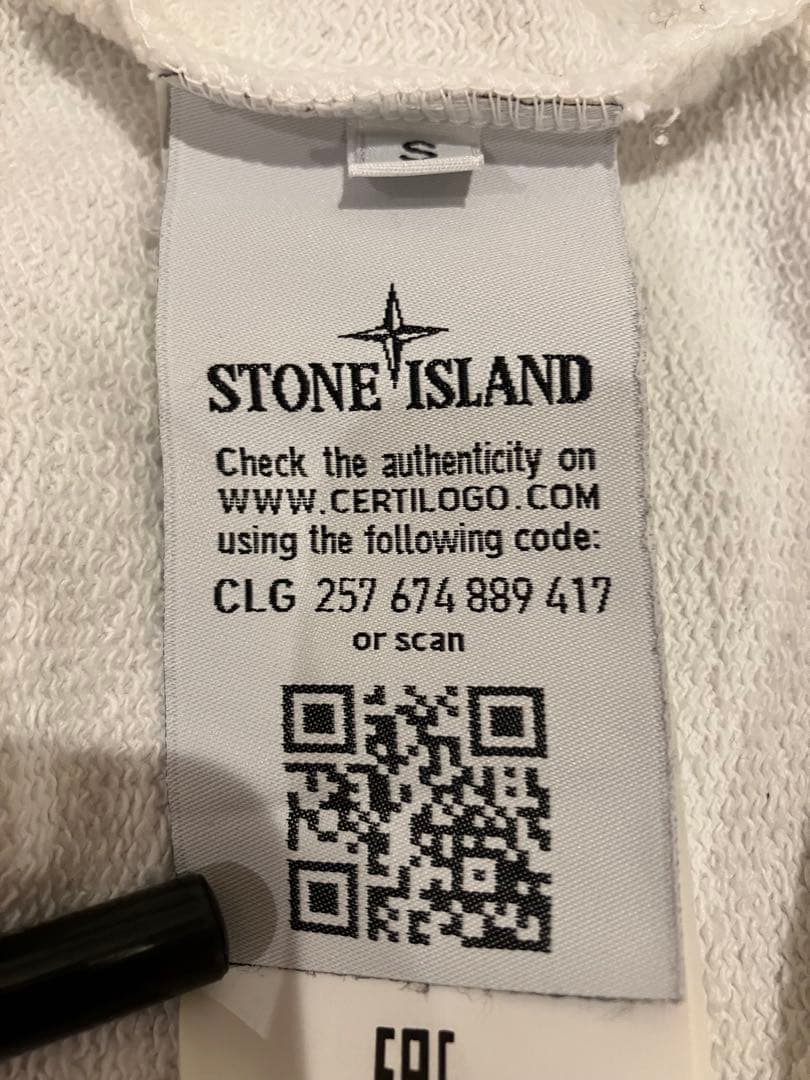 S
STONE ISLAND
Check the authenticity on
WWW.CERTILOGO.COM
using the following code:
CLG 257 674 889 417
or scan
EAC